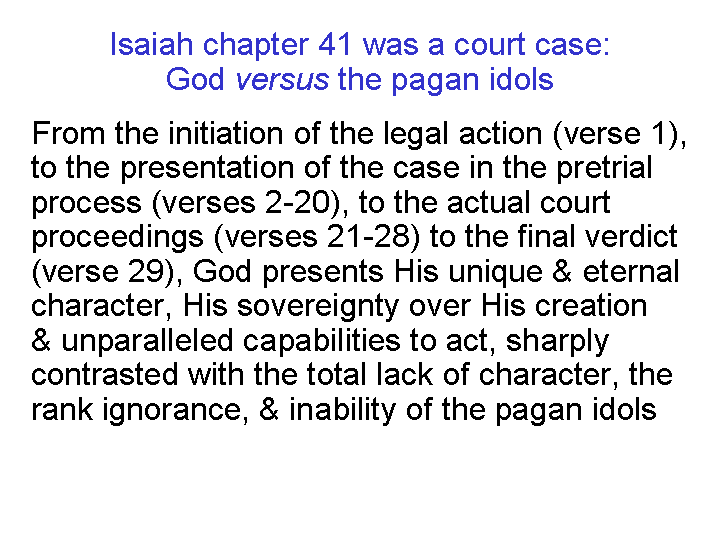 Isaiah chapter 41 was a court case:
God versus the pagan idols
From the initiation of the legal action (verse 1),
to the presentation of the case in the pretrial
process (verses 2-20), to the actual court
proceedings (verses 21-28) to the final verdict
(verse 29), God presents His unique & eternal
character, His sovereignty over His creation
& unparalleled capabilities to act, sharply
contrasted with the total lack of character, the
rank ignorance, & inability of the pagan idols